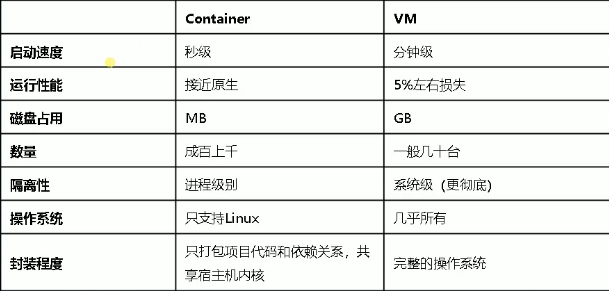 Container VM
启动速度 秒级 分钟级
运行性能 接近原生 5%左右损失
磁盘占用 MB GB
数量 成百上千 一般几十台
隔离性 进程级别 系统级（更彻底）
操作系统 只支持Linux 几乎所有
封装程度 只打包项目代码和依赖关系，共 完整的操作系统
享宿主机内核